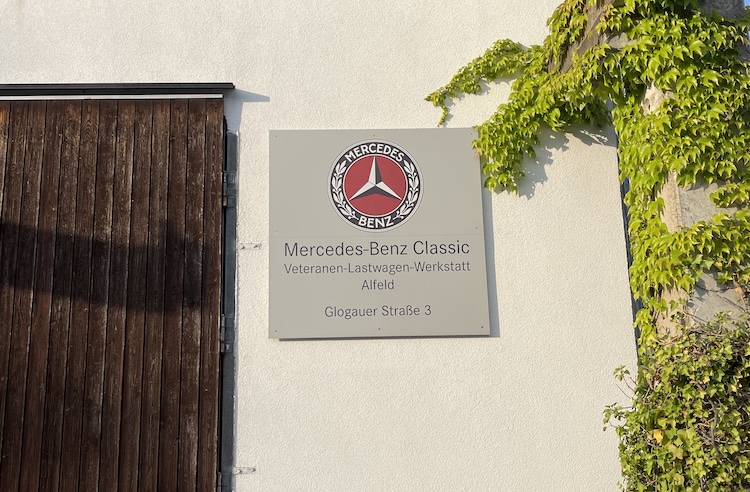 MERCEDES
BENZ
Mercedes-Benz Classic
Veteranen-Lastwagen-Werkstatt
Alfeld
Glogauer Straße 3